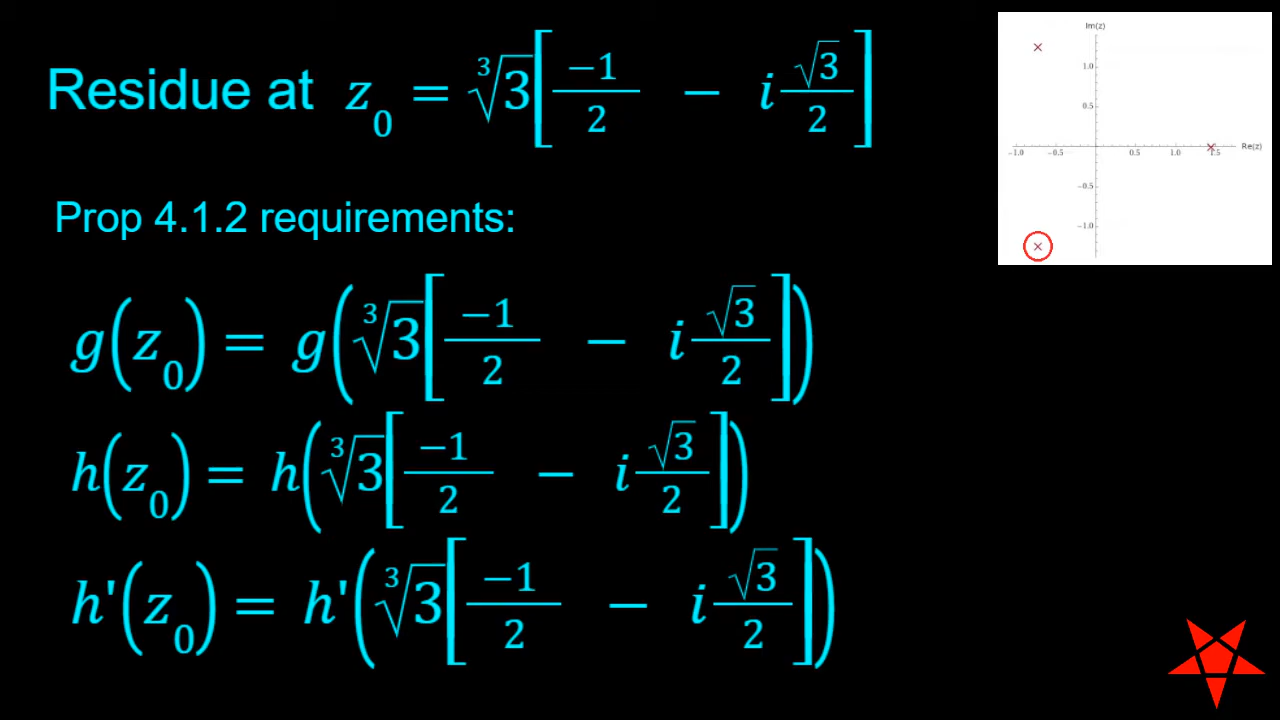 Residue at z₀ = ∛3[ -1/2 − i √3/2 ]
Prop 4.1.2 requirements:
g(z₀) = g(∛3[ -1/2 − i √3/2 ])
h(z₀) = h(∛3[ -1/2 − i √3/2 ])
h'(z₀) = h'(∛3[ -1/2 − i √3/2 ])
Im(z)
1.0
0.5
−1.0 −0.5 0.5 1.0 1.5 Re(z)
−0.5
−1.0